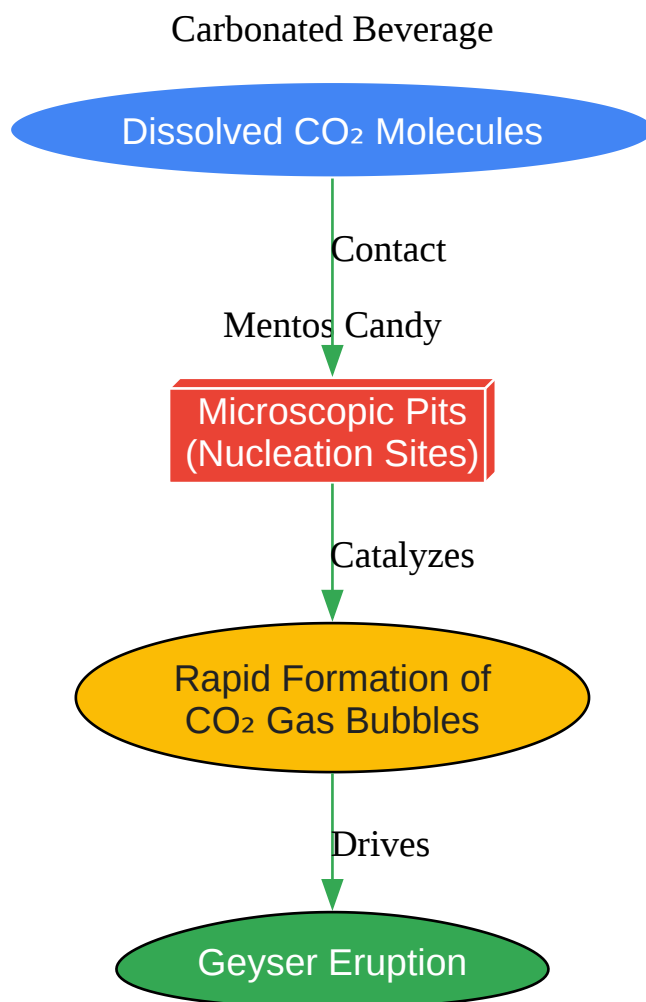 Carbonated Beverage
Dissolved CO₂ Molecules
Contact
Mentos Candy
Microscopic Pits
(Nucleation Sites)
Catalyzes
Rapid Formation of
CO₂ Gas Bubbles
Drives
Geyser Eruption